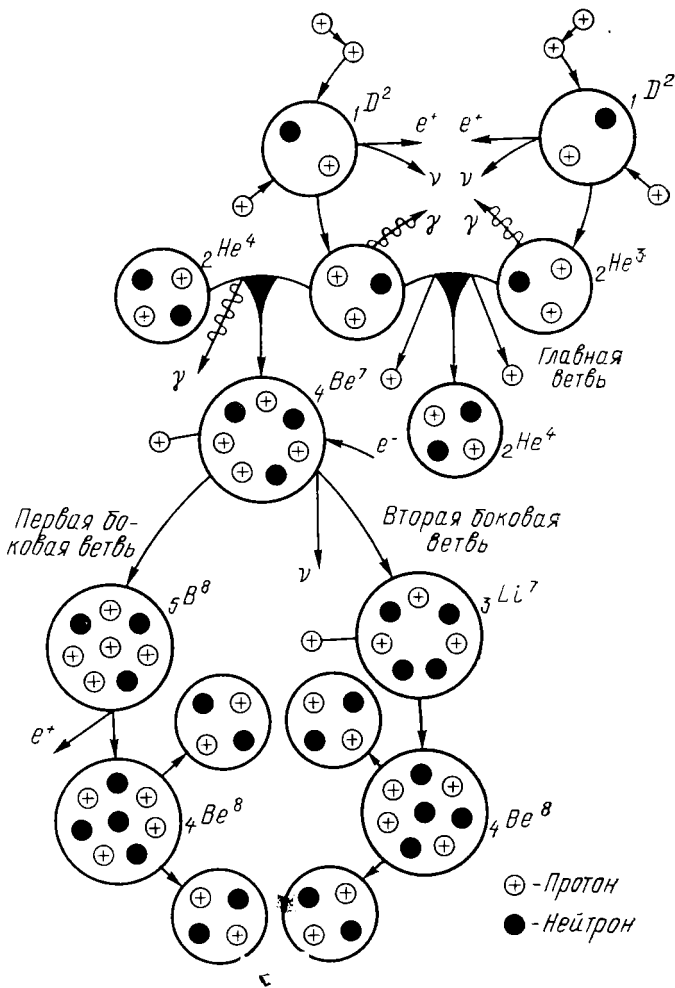 ₁D²
₁D²
e⁺ e⁺
ν ν
γ γ
₂He⁴
₂He³
γ
Главная
ветвь
₄Be⁷
e⁻
₂He⁴
Первая бо-
ковая ветвь
Вторая боковая
ветвь
ν
₅B⁸
₃Li⁷
e⁺
₄Be⁸
₄Be⁸
⊕ -Протон
● -Нейтрон